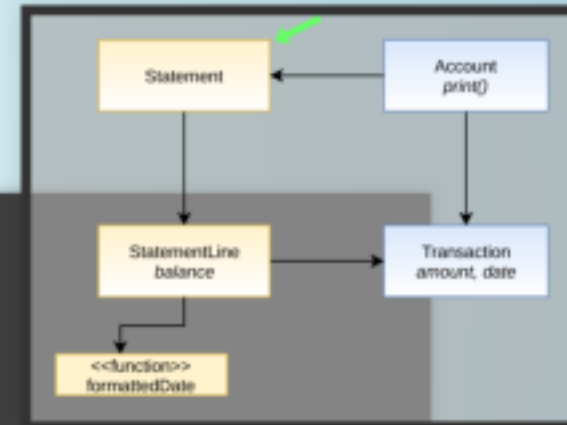 Statement
Account
print()
StatementLine
balance
Transaction
amount, date
<<function>>
formattedDate